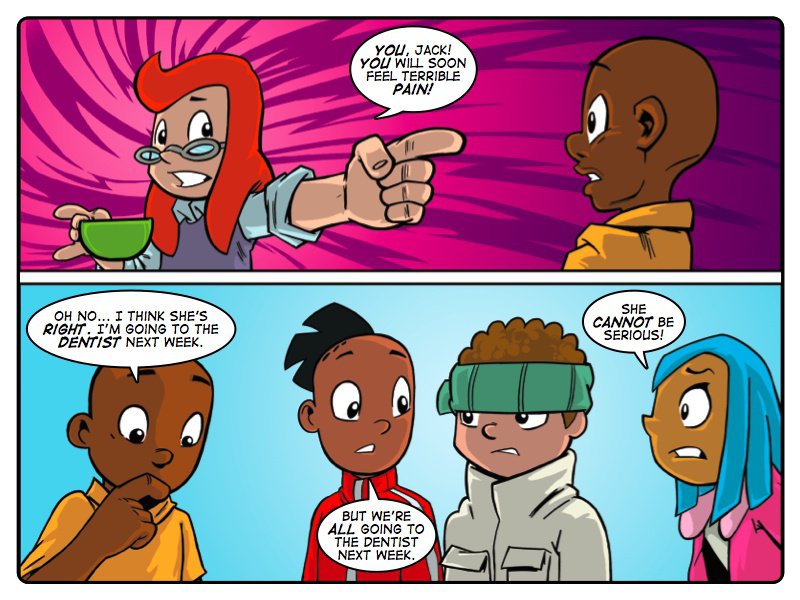 YOU, JACK!
YOU WILL SOON
FEEL TERRIBLE
PAIN!
OH NO... I THINK SHE'S
RIGHT. I'M GOING TO THE
DENTIST NEXT WEEK.
BUT WE'RE
ALL GOING TO
THE DENTIST
NEXT WEEK.
SHE
CANNOT BE
SERIOUS!